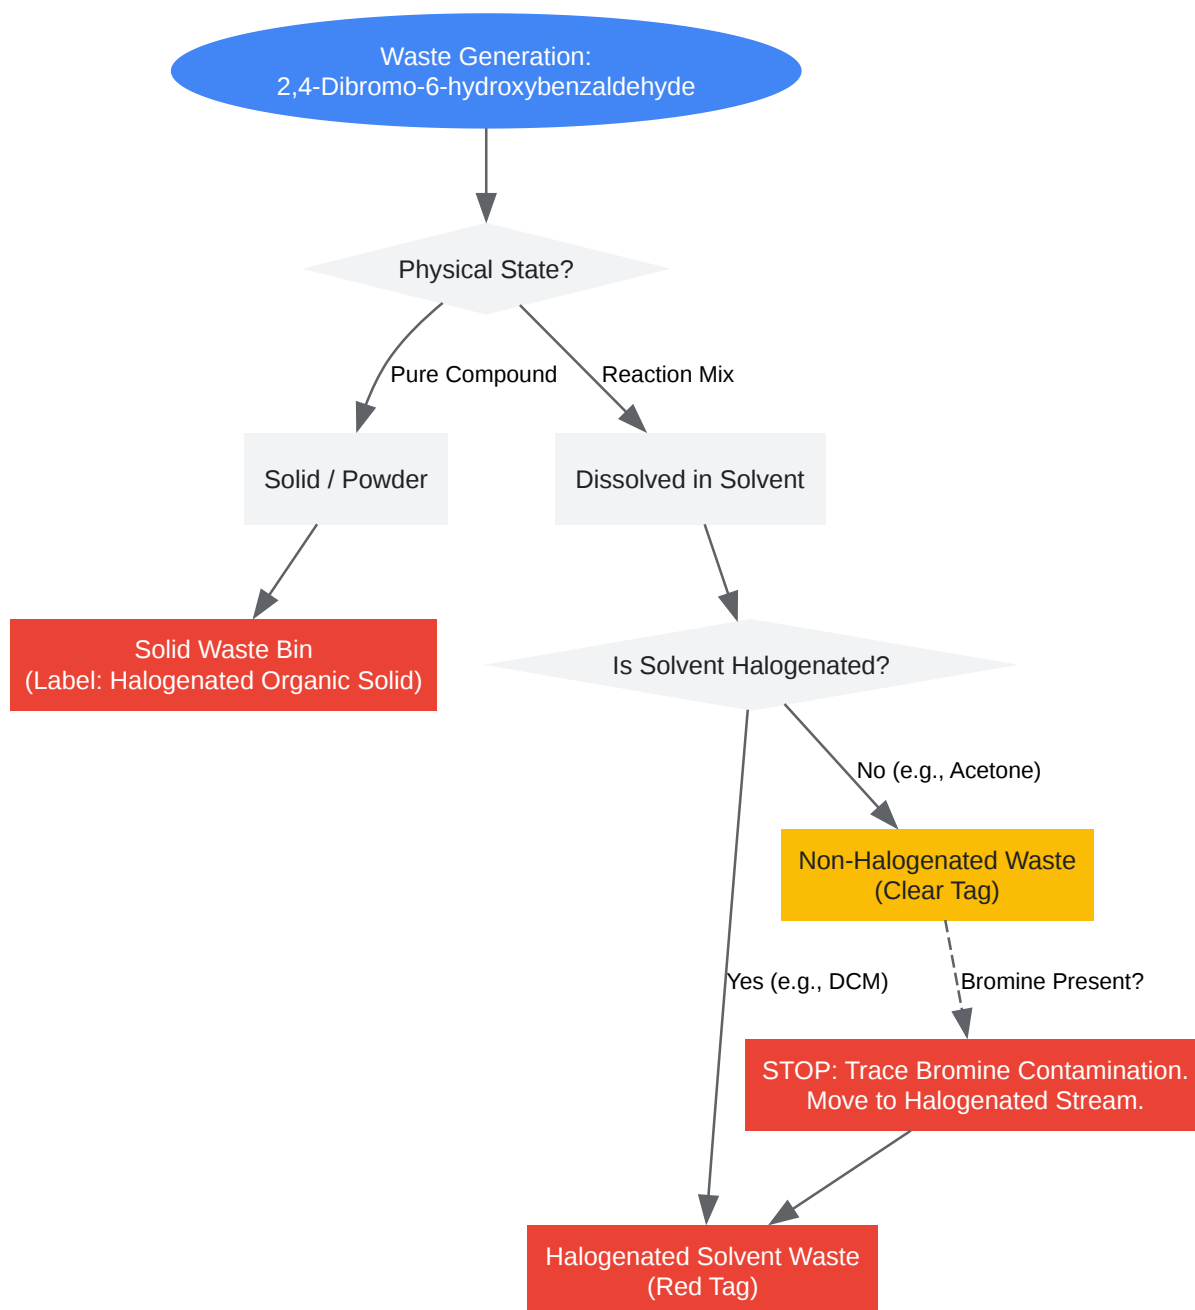 Waste Generation:
2,4-Dibromo-6-hydroxybenzaldehyde
Physical State?
Pure Compound
Reaction Mix
Solid / Powder
Dissolved in Solvent
Solid Waste Bin
(Label: Halogenated Organic Solid)
Is Solvent Halogenated?
No (e.g., Acetone)
Non-Halogenated Waste
(Clear Tag)
Yes (e.g., DCM)
Bromine Present?
STOP: Trace Bromine Contamination.
Move to Halogenated Stream.
Halogenated Solvent Waste
(Red Tag)